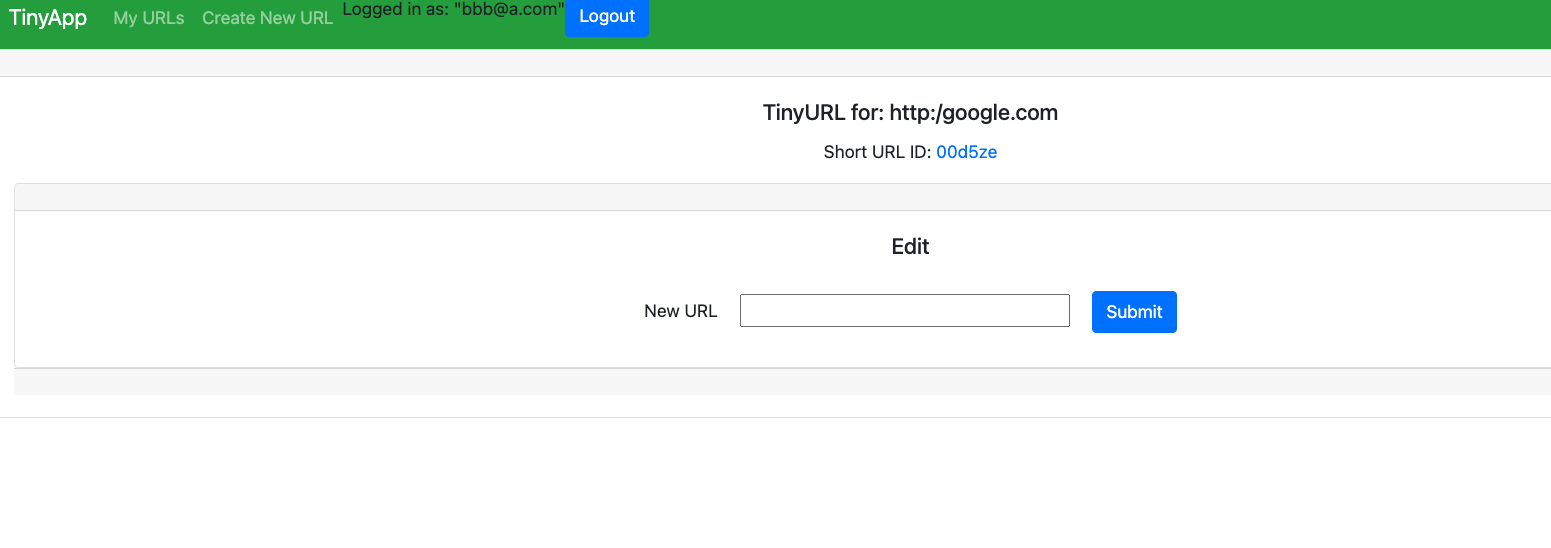 TinyApp My URLs Create New URL Logged in as: "bbb@a.com" Logout
TinyURL for: http:/google.com
Short URL ID: 00d5ze
Edit
New URL Submit